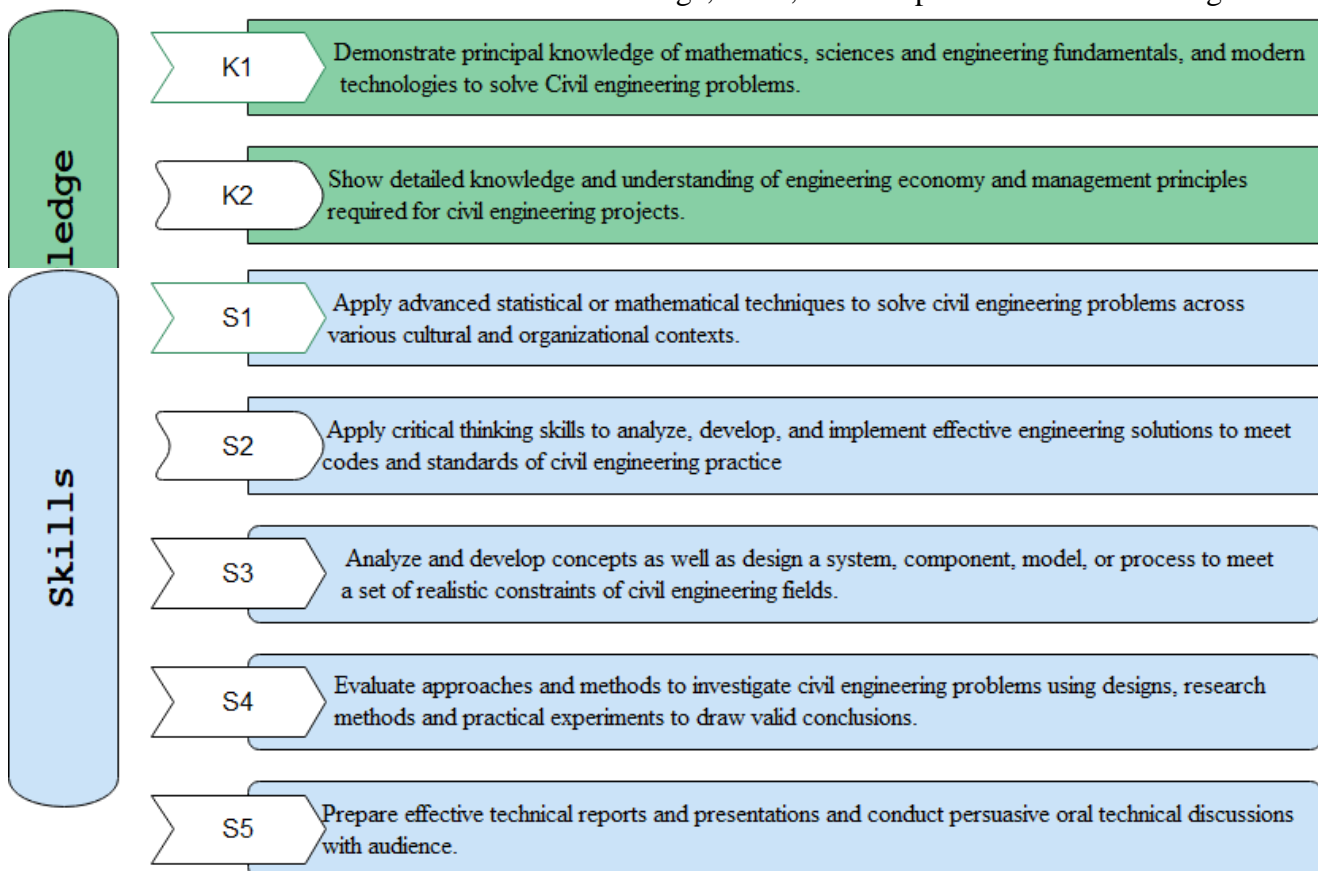 K1
Demonstrate principal knowledge of mathematics, sciences and engineering fundamentals, and modern
technologies to solve Civil engineering problems.
ledge
K2
Show detailed knowledge and understanding of engineering economy and management principles
required for civil engineering projects.
Skills
S1
Apply advanced statistical or mathematical techniques to solve civil engineering problems across
various cultural and organizational contexts.
S2
Apply critical thinking skills to analyze, develop, and implement effective engineering solutions to meet
codes and standards of civil engineering practice
S3
Analyze and develop concepts as well as design a system, component, model, or process to meet
a set of realistic constraints of civil engineering fields.
S4
Evaluate approaches and methods to investigate civil engineering problems using designs, research
methods and practical experiments to draw valid conclusions.
S5
Prepare effective technical reports and presentations and conduct persuasive oral technical discussions
with audience.